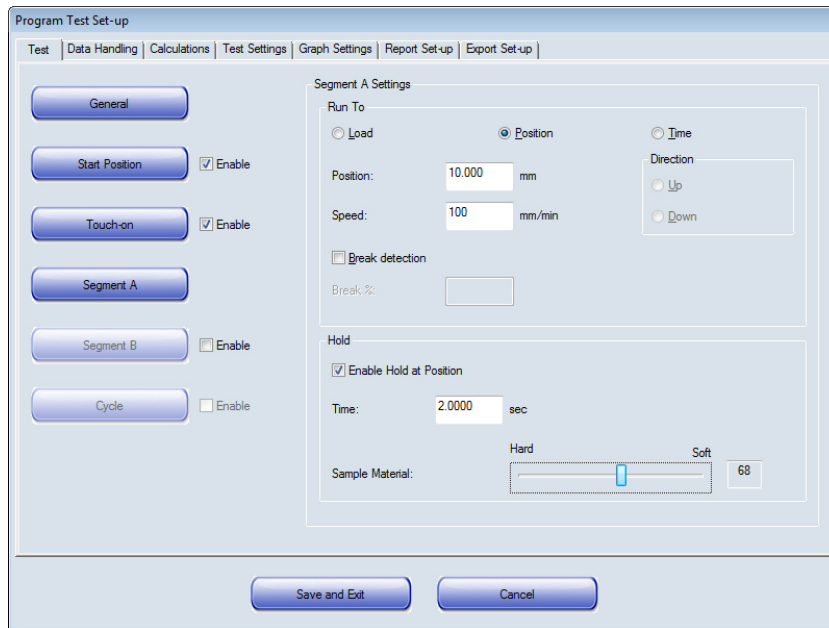 Program Test Set-up
Test Data Handling Calculations Test Settings Graph Settings Report Set-up Export Set-up
General
Start Position Enable
Touch-on Enable
Segment A
Segment B Enable
Cycle Enable
Segment A Settings
Run To
Load Position Time
Position: 10.000 mm
Speed: 100 mm/min
Direction
Up
Down
Break detection
Break %:
Hold
Enable Hold at Position
Time: 2.0000 sec
Hard Soft
Sample Material: 68
Save and Exit Cancel